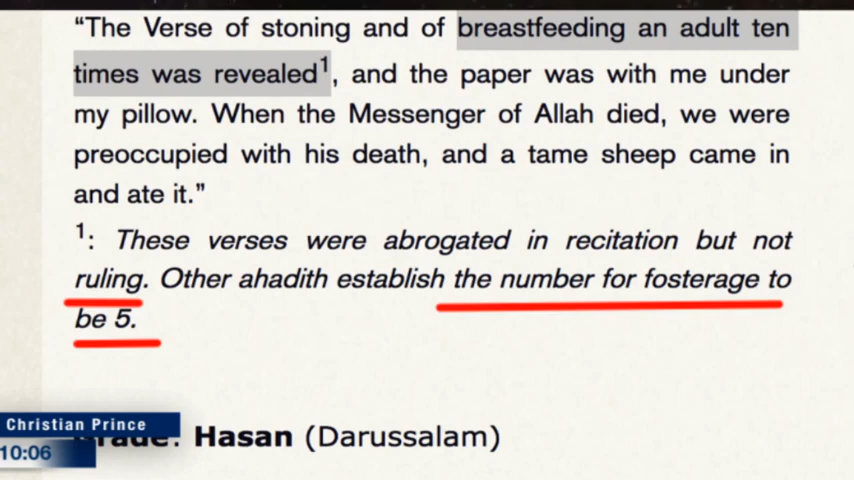 “The Verse of stoning and of breastfeeding an adult ten
times was revealed¹, and the paper was with me under
my pillow. When the Messenger of Allah died, we were
preoccupied with his death, and a tame sheep came in
and ate it.”
¹: These verses were abrogated in recitation but not
ruling. Other ahadith establish the number for fosterage to
be 5.
Grade: Hasan (Darussalam)
Christian Prince
10:06